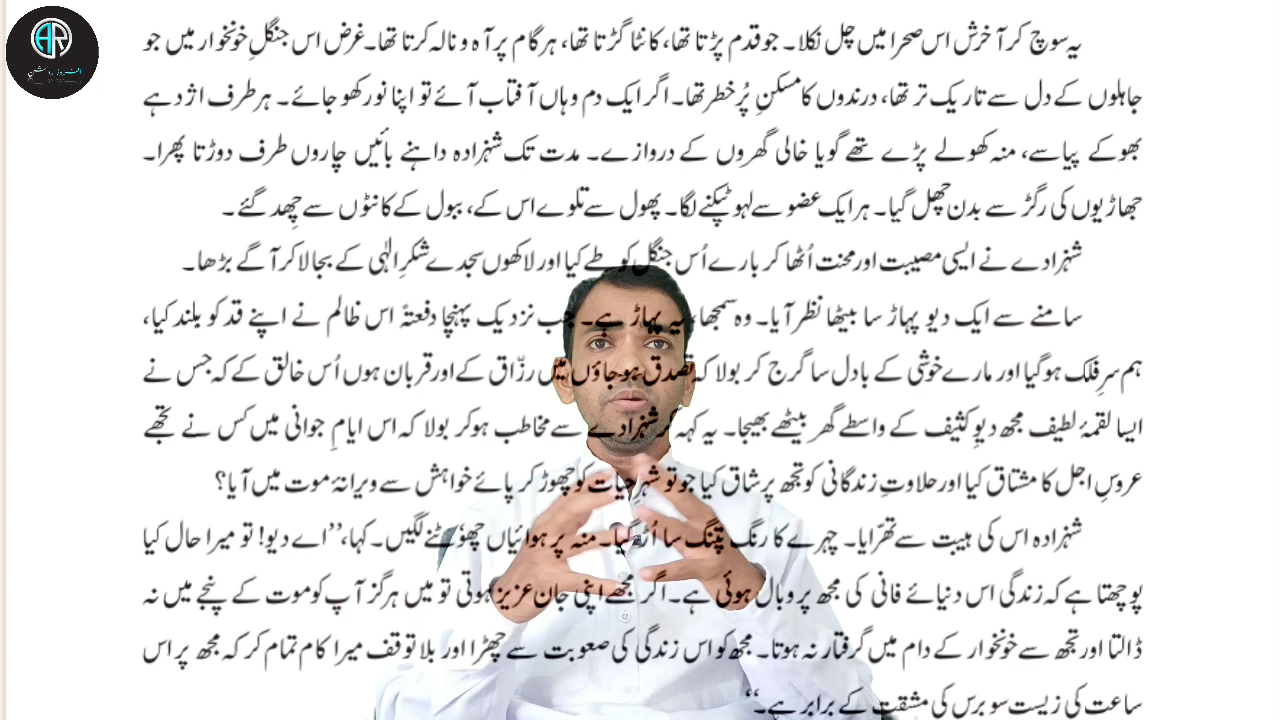 AR
افروز روشن
یہ سوچ کر آخرش اس صحرا میں چل نکلا۔ جو قدم پڑتا تھا، کانٹا گڑتا تھا، ہر گام پر آہ و نالہ کرتا تھا۔ غرض اس جنگلِ خونخوار میں جو
جاہلوں کے دل سے تاریک تر تھا، درندوں کا مسکنِ پُرخطر تھا۔ اگر ایک دم وہاں آفتاب آئے تو اپنا نور کھو جائے۔ ہر طرف اژدہے
بھوکے پیاسے، منہ کھولے پڑے تھے گویا خالی گھروں کے دروازے۔ مدت تک شہزادہ داہنے بائیں چاروں طرف دوڑتا پھرا۔
جھاڑیوں کی رگڑ سے بدن چھل گیا۔ ہر ایک عضو سے لہو ٹپکنے لگا۔ پھول سے تلوے اس کے، ببول کے کانٹوں سے چھِد گئے۔
شہزادے نے ایسی مصیبت اور محنت اُٹھا کر بارے اُس جنگل کو طے کیا اور لاکھوں سجدے شکرِ الٰہی کے بجا لا کر آگے بڑھا۔
سامنے سے ایک دیو پہاڑ سا بیٹھا نظر آیا۔ وہ سمجھا، یہ پہاڑ ہے۔ جب نزدیک پہنچا دفعتہً اس ظالم نے اپنے قد کو بلند کیا،
ہم سرِ فلک ہو گیا اور مارے خوشی کے بادل سا گرج کر بولا کہ تصدق ہو جاؤں میں رزّاق کے اور قربان ہوں اُس خالق کے کہ جس نے
ایسا لقمۂ لطیف مجھ دیوِ کثیف کے واسطے گھر بیٹھے بھیجا۔ یہ کہہ کر شہزادے سے مخاطب ہو کر بولا کہ اس ایامِ جوانی میں کس نے تجھے
عروسِ اجل کا مشتاق کیا اور حلاوتِ زندگانی کو تجھ پر شاق کیا جو تو شہرِ حیات کو چھوڑ کر پائے خواہش سے ویرانۂ موت میں آیا؟
شہزادہ اس کی ہیبت سے تھرّایا۔ چہرے کا رنگ پتنگ سا اُڑ گیا۔ منہ پر ہوائیاں چھوٹنے لگیں۔ کہا، ’’اے دیو! تو میرا حال کیا
پوچھتا ہے کہ زندگی اس دنیائے فانی کی مجھ پر وبال ہوئی ہے۔ اگر مجھے اپنی جان عزیز ہوتی تو میں ہرگز آپ کو موت کے پنجے میں نہ
ڈالتا اور تجھ سے خونخوار کے دام میں گرفتار نہ ہوتا۔ مجھ کو اس زندگی کی صعوبت سے چھڑا اور بلا توقف میرا کام تمام کر کہ مجھ پر اس
ساعت کی زیست سو برس کی مشقت کے برابر ہے۔‘‘